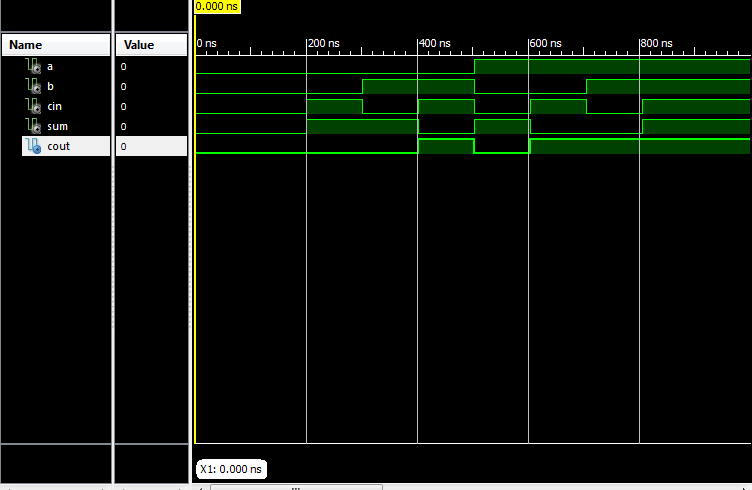 0.000 ns
Name Value
0 ns 200 ns 400 ns 600 ns 800 ns
a 0
b 0
cin 0
sum 0
cout 0
X1: 0.000 ns